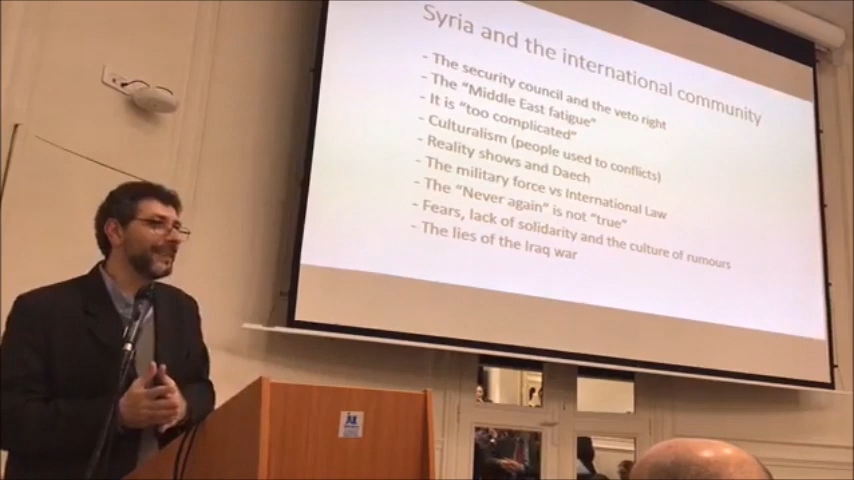 Syria and the international community
- The security council and the veto right
- The "Middle East fatigue"
- It is "too complicated"
- Culturalism (people used to conflicts)
- Reality shows and Daech
- The military force vs International Law
- The "Never again" is not "true"
- Fears, lack of solidarity and the culture of rumours
- The lies of the Iraq war